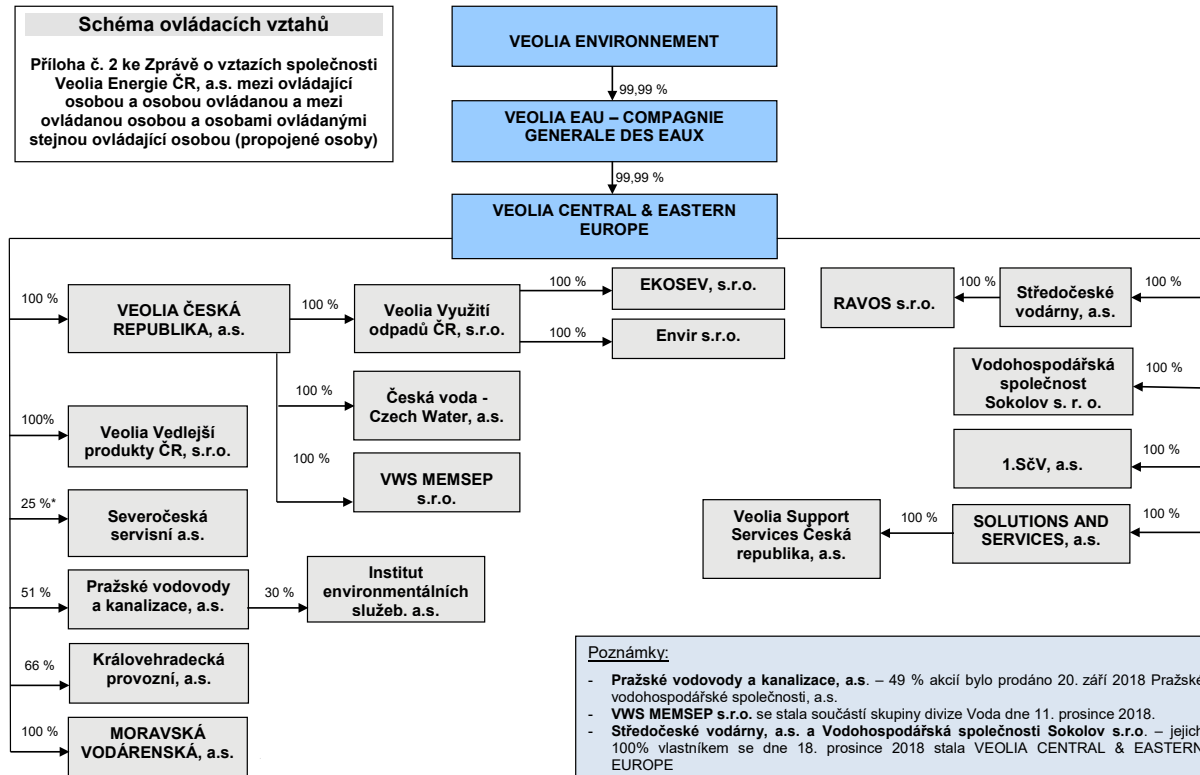 Schéma ovládacích vztahů
Příloha č. 2 ke Zprávě o vztazích společnosti
Veolia Energie ČR, a.s. mezi ovládající
osobou a osobou ovládanou a mezi
ovládanou osobou a osobami ovládanými
stejnou ovládající osobou (propojené osoby)
VEOLIA ENVIRONNEMENT
99,99 %
VEOLIA EAU – COMPAGNIE
GENERALE DES EAUX
99,99 %
VEOLIA CENTRAL & EASTERN
EUROPE
100 %
VEOLIA ČESKÁ
REPUBLIKA, a.s.
100 %
Veolia Využití
odpadů ČR, s.r.o.
100 %
EKOSEV, s.r.o.
100 %
Envir s.r.o.
100 %
Česká voda -
Czech Water, a.s.
100 %
VWS MEMSEP
s.r.o.
100%
Veolia Vedlejší
produkty ČR, s.r.o.
25 %*
Severočeská
servisní a.s.
51 %
Pražské vodovody
a kanalizace, a.s.
30 %
Institut
environmentálních
služeb. a.s.
66 %
Královehradecká
provozní, a.s.
100 %
MORAVSKÁ
VODÁRENSKÁ, a.s.
RAVOS s.r.o.
100 %
Středočeské
vodárny, a.s.
100 %
Vodohospodářská
společnost
Sokolov s. r. o.
100 %
1.SčV, a.s.
100 %
Veolia Support
Services Česká
republika, a.s.
100 %
SOLUTIONS AND
SERVICES, a.s.
100 %
Poznámky:
- Pražské vodovody a kanalizace, a.s. – 49 % akcií bylo prodáno 20. září 2018 Pražské
vodohospodářské společnosti, a.s.
- VWS MEMSEP s.r.o. se stala součástí skupiny divize Voda dne 11. prosince 2018.
- Středočeské vodárny, a.s. a Vodohospodářská společnosti Sokolov s.r.o. – jejich
100% vlastníkem se dne 18. prosince 2018 stala VEOLIA CENTRAL & EASTERN
EUROPE